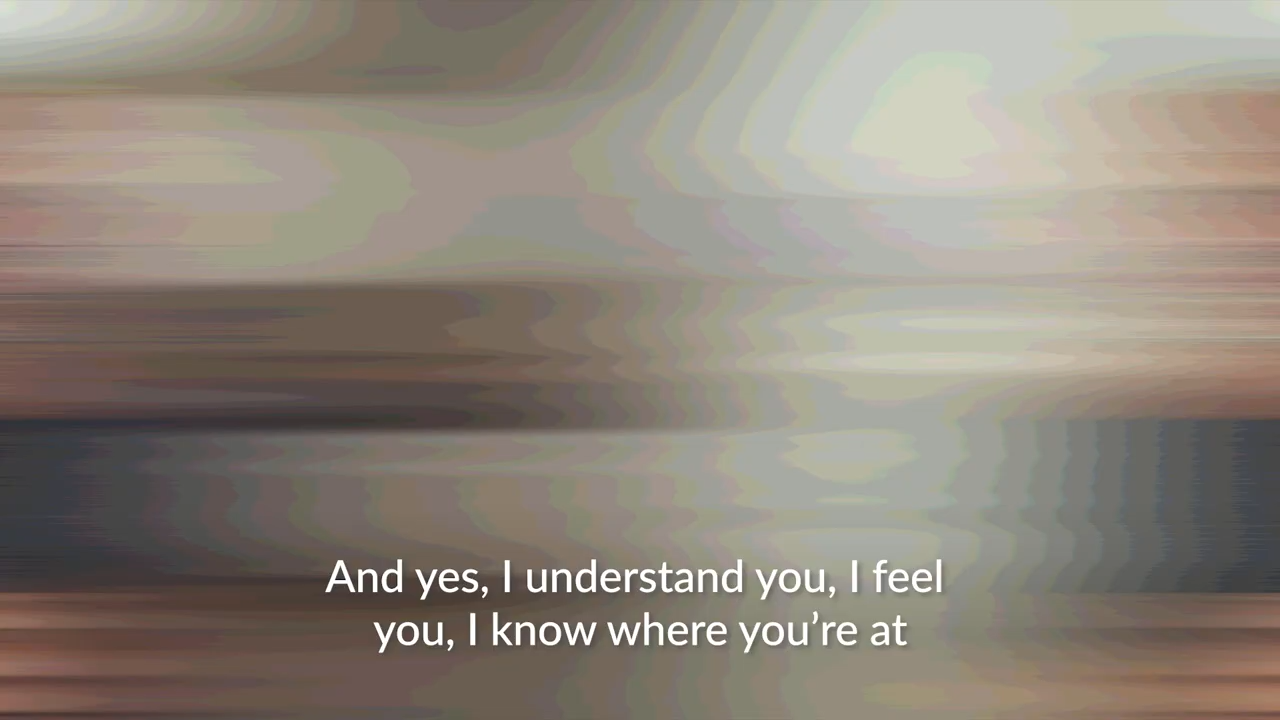 And yes, I understand you, I feel
you, I know where you’re at